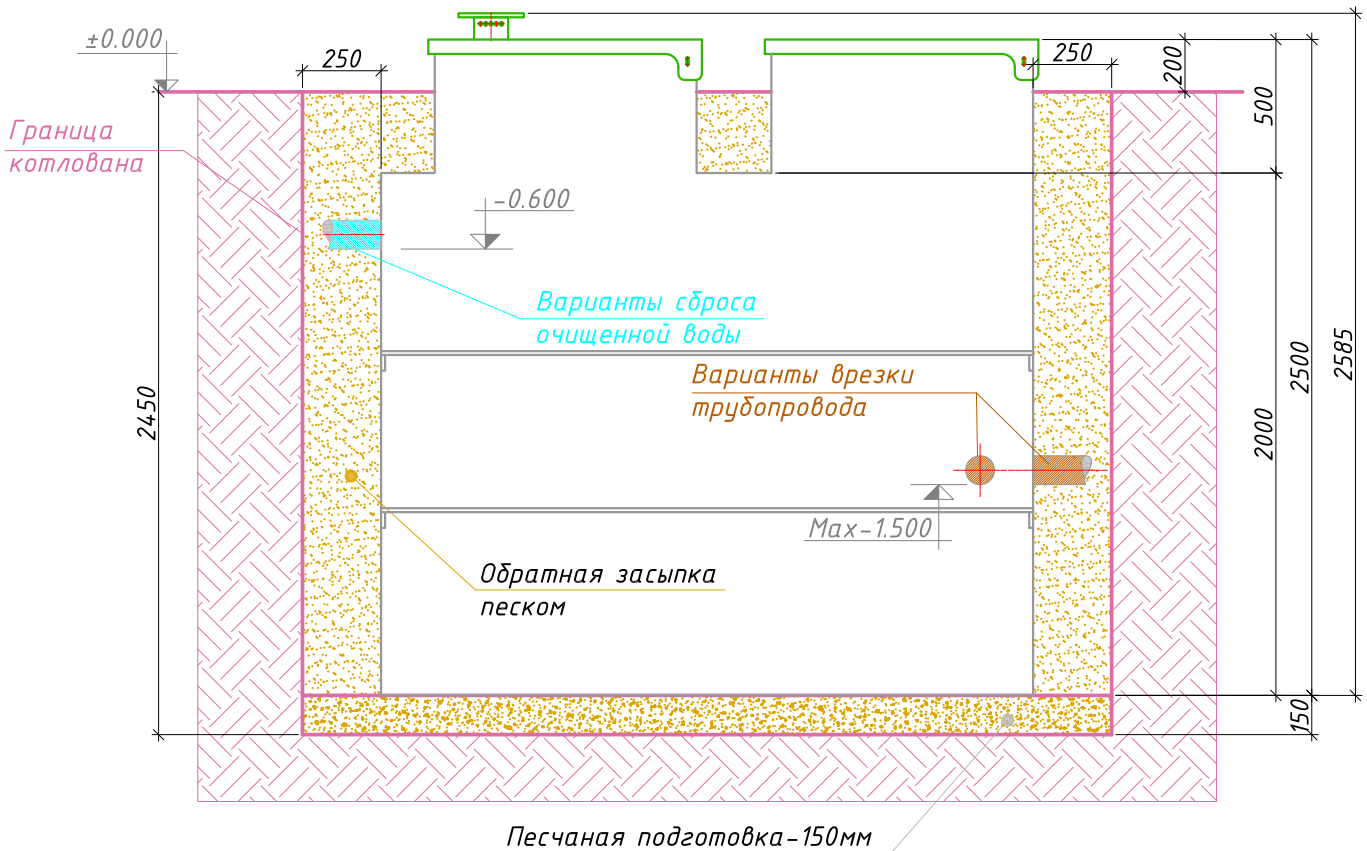 ±0.000
250
250
200
500
Граница
котлована
-0.600
Варианты сброса
очищенной воды
2585
2500
Варианты врезки
трубопровода
2450
2000
Max-1.500
Обратная засыпка
песком
150
Песчаная подготовка-150мм